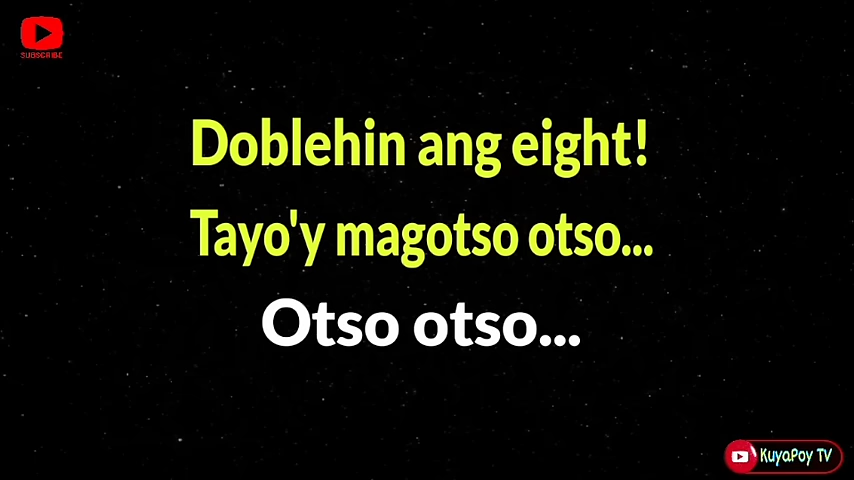 SUBSCRIBE
Doblehin ang eight!
Tayo'y magotso otso...
Otso otso...
KuyaPoy TV